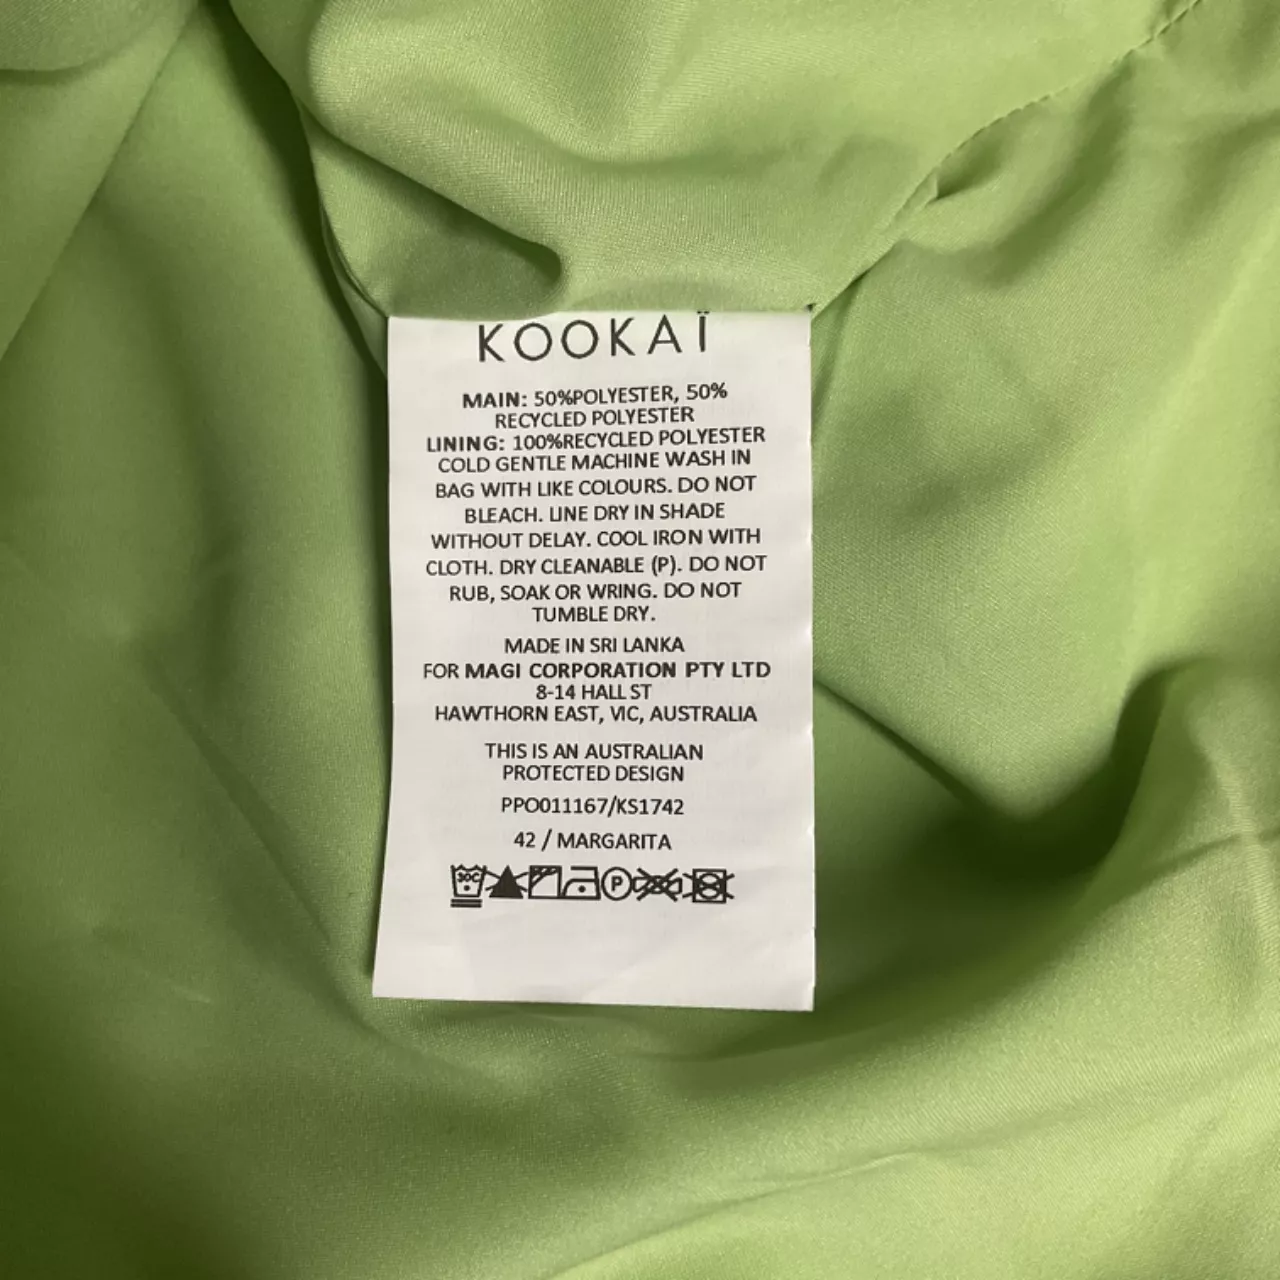 KOOKAÏ
MAIN: 50%POLYESTER, 50%
RECYCLED POLYESTER
LINING: 100%RECYCLED POLYESTER
COLD GENTLE MACHINE WASH IN
BAG WITH LIKE COLOURS. DO NOT
BLEACH. LINE DRY IN SHADE
WITHOUT DELAY. COOL IRON WITH
CLOTH. DRY CLEANABLE (P). DO NOT
RUB, SOAK OR WRING. DO NOT
TUMBLE DRY.
MADE IN SRI LANKA
FOR MAGI CORPORATION PTY LTD
8-14 HALL ST
HAWTHORN EAST, VIC, AUSTRALIA
THIS IS AN AUSTRALIAN
PROTECTED DESIGN
PPO011167/KS1742
42 / MARGARITA
30C P